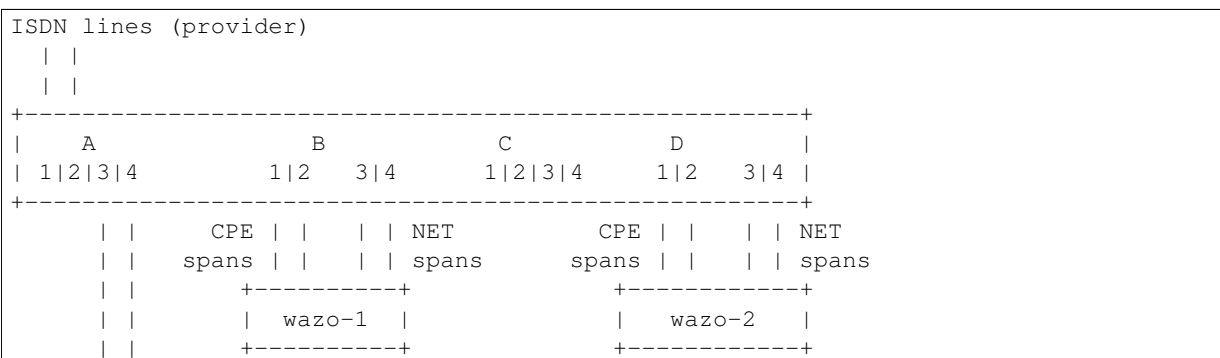 ISDN lines (provider)
  | |
  | |
+------------------------------------------------------+
|    A               B            C           D        |
| 1|2|3|4         1|2   3|4      1|2|3|4     1|2   3|4 |
+------------------------------------------------------+
      | |     CPE | |   | | NET          CPE | |   | | NET
      | |   spans | |   | | spans      spans | |   | | spans
      | |       +----------+              +------------+
      | |       |  wazo-1  |              |   wazo-2   |
      | |       +----------+              +------------+